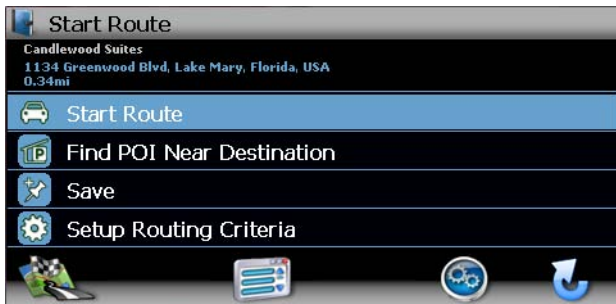 Start Route
Candlewood Suites
1134 Greenwood Blvd, Lake Mary, Florida, USA
0.34mi
Start Route
Find POI Near Destination
Save
Setup Routing Criteria